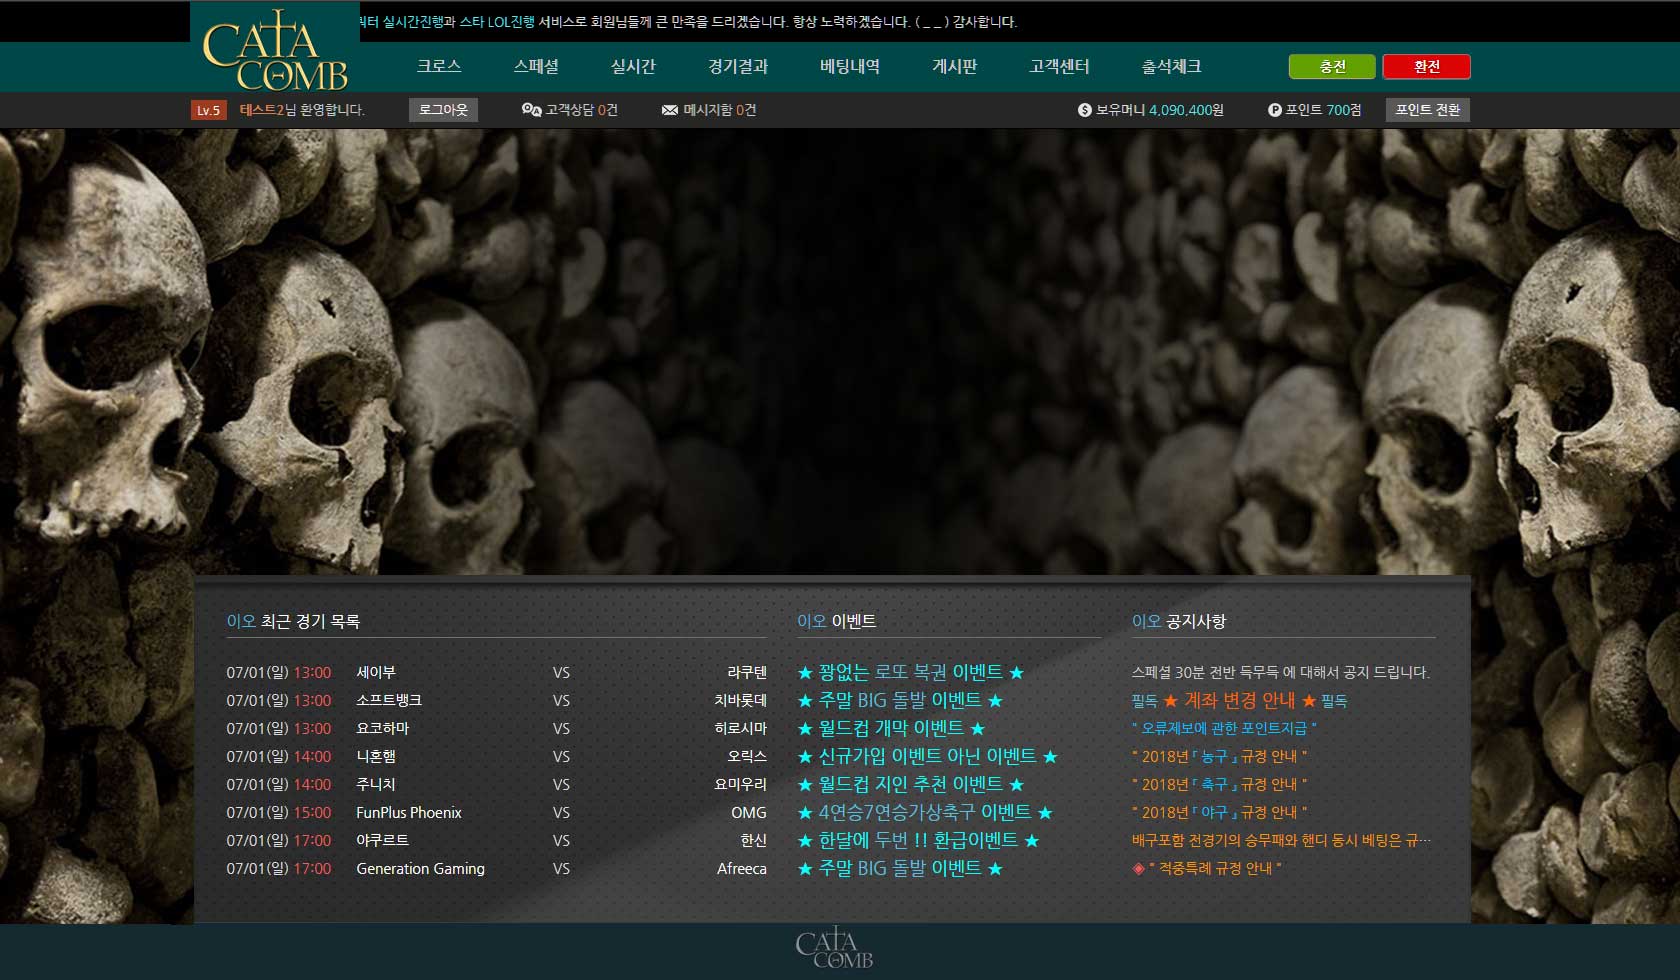 CATA
COMB
쿼터 실시간진행과 스타 LOL진행 서비스로 회원님들께 큰 만족을 드리겠습니다. 항상 노력하겠습니다. ( _ _ ) 감사합니다.
크로스 스페셜 실시간 경기결과 베팅내역 게시판 고객센터 출석체크 충전 환전
Lv.5 테스트2님 환영합니다. 로그아웃 고객상담 0건 메시지함 0건 보유머니 4,090,400원 포인트 700점 포인트 전환
이오 최근 경기 목록
07/01(일) 13:00 세이부 VS 라쿠텐
07/01(일) 13:00 소프트뱅크 VS 치바롯데
07/01(일) 13:00 요코하마 VS 히로시마
07/01(일) 14:00 니혼햄 VS 오릭스
07/01(일) 14:00 주니치 VS 요미우리
07/01(일) 15:00 FunPlus Phoenix VS OMG
07/01(일) 17:00 야쿠르트 VS 한신
07/01(일) 17:00 Generation Gaming VS Afreeca
이오 이벤트
★ 꽝없는 로또 복권 이벤트 ★
★ 주말 BIG 돌발 이벤트 ★
★ 월드컵 개막 이벤트 ★
★ 신규가입 이벤트 아닌 이벤트 ★
★ 월드컵 지인 추천 이벤트 ★
★ 4연승7연승가상축구 이벤트 ★
★ 한달에 두번 !! 환급이벤트 ★
★ 주말 BIG 돌발 이벤트 ★
이오 공지사항
스페셜 30분 전반 득무득 에 대해서 공지 드립니다.
필독 ★ 계좌 변경 안내 ★ 필독
" 오류제보에 관한 포인트지급 "
" 2018년 『 농구 』 규정 안내 "
" 2018년 『 축구 』 규정 안내 "
" 2018년 『 야구 』 규정 안내 "
배구포함 전경기의 승무패와 핸디 동시 베팅은 규…
◈ " 적중특례 규정 안내 "
CATA
COMB